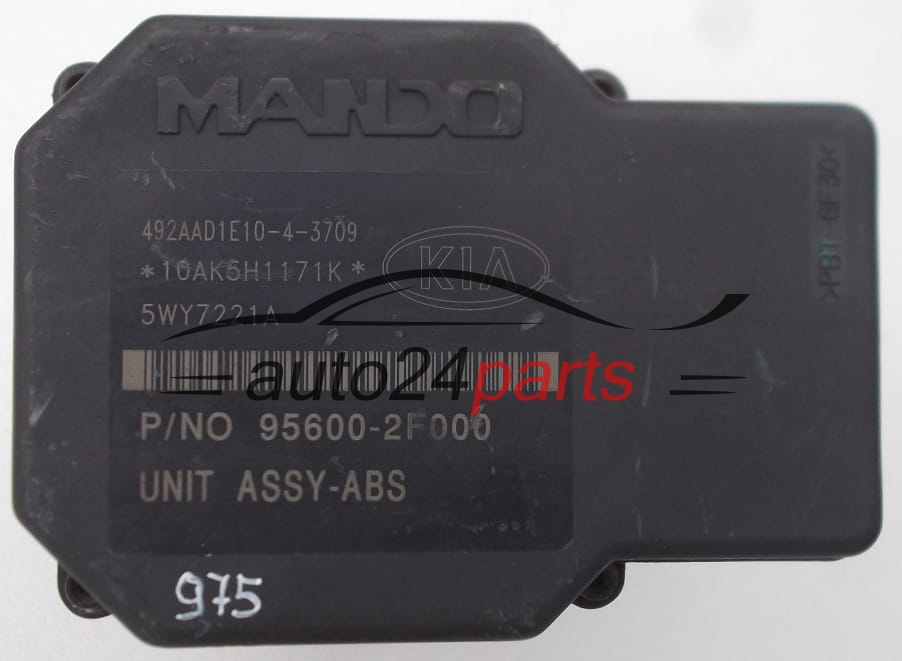 MANDO
>PBT-GF30<
492AAD1E10-4-3709
*10AK5H1171K*
KIA
5WY7221A
auto24parts
P/NO 95600-2F000
UNIT ASSY-ABS
975